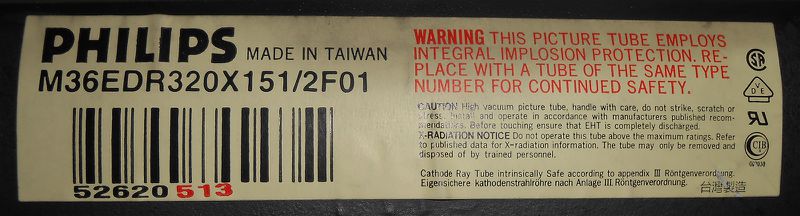 PHILIPS MADE IN TAIWAN
M36EDR320X151/2F01
52620 513
WARNING THIS PICTURE TUBE EMPLOYS
INTEGRAL IMPLOSION PROTECTION. RE-
PLACE WITH A TUBE OF THE SAME TYPE
NUMBER FOR CONTINUED SAFETY.
CAUTION High vacuum picture tube, handle with care, do not strike, scratch or
stress. Install and operate in accordance with manufacturers published recom-
mendations. Before touching ensure that EHT is completely discharged.
X-RADIATION NOTICE Do not operate this tube above the maximum ratings. Refer
to published data for X-radiation information. The tube may only be removed and
disposed of by trained personnel.
Cathode Ray Tube intrinsically Safe according to appendix III Röntgenverordnung.
Eigensichere kathodenstrahlröhre nach Anlage III Röntgenverordnung.
SA
VDE
UR
CIB
台灣製造